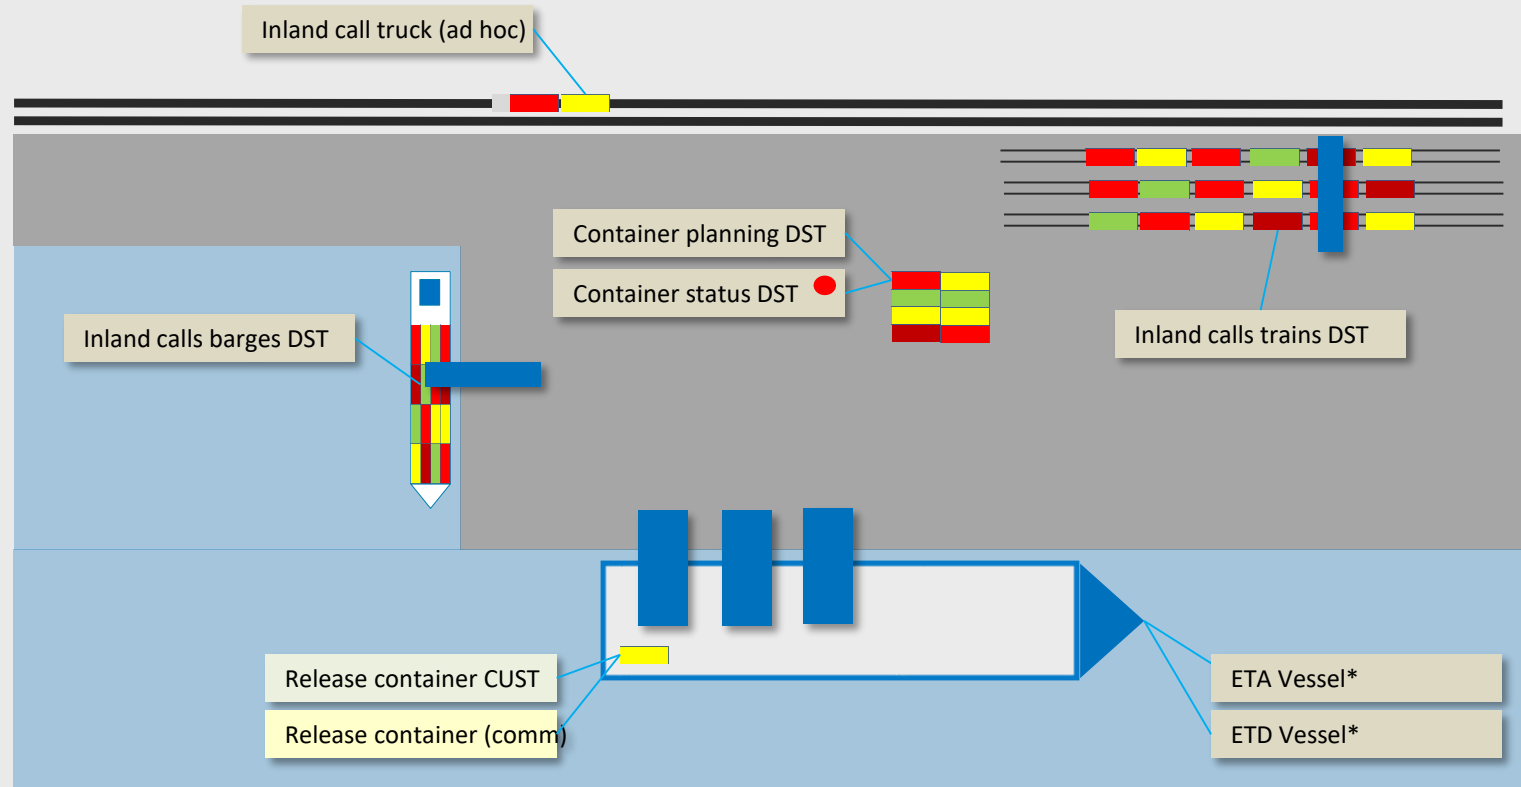 Inland call truck (ad hoc)
Container planning DST
Container status DST
Inland calls barges DST
Inland calls trains DST
Release container CUST
Release container (comm)
ETA Vessel*
ETD Vessel*